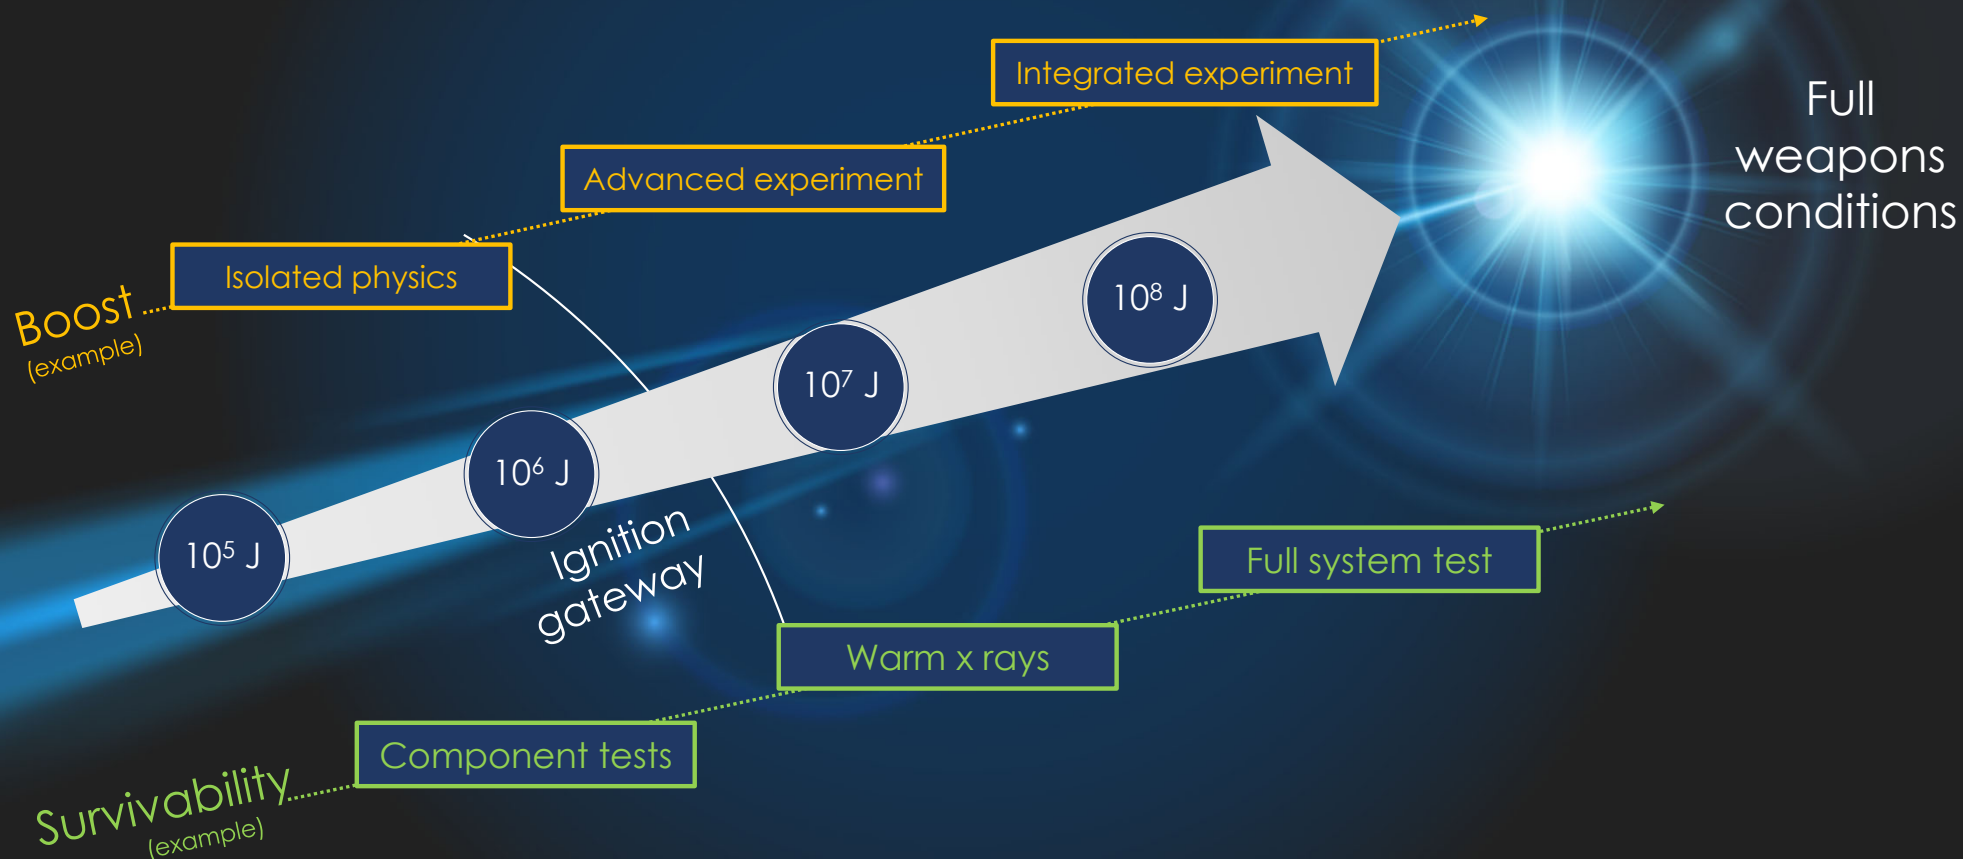 Full
weapons
conditions
Integrated experiment
Advanced experiment
Isolated physics
Boost
(example)
10⁵ J
10⁶ J
10⁷ J
10⁸ J
Ignition
gateway
Full system test
Warm x rays
Component tests
Survivability
(example)